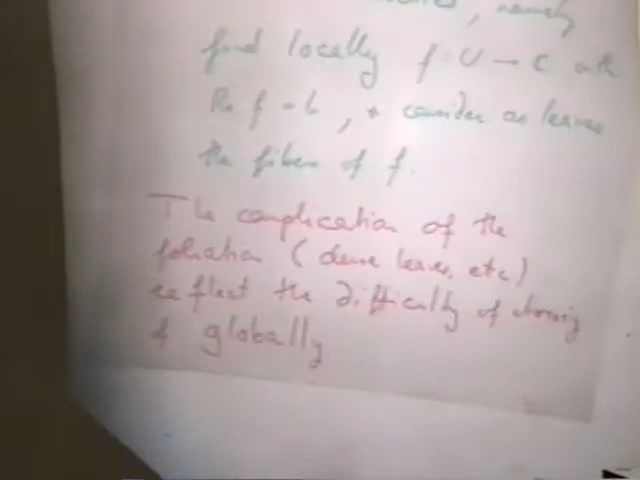 , namely
find locally f: U → C with
Re f = h, + consider as leaves
the fibers of f.
The complication of the
foliation (dense leaves, etc)
reflect the difficulty of
f globally